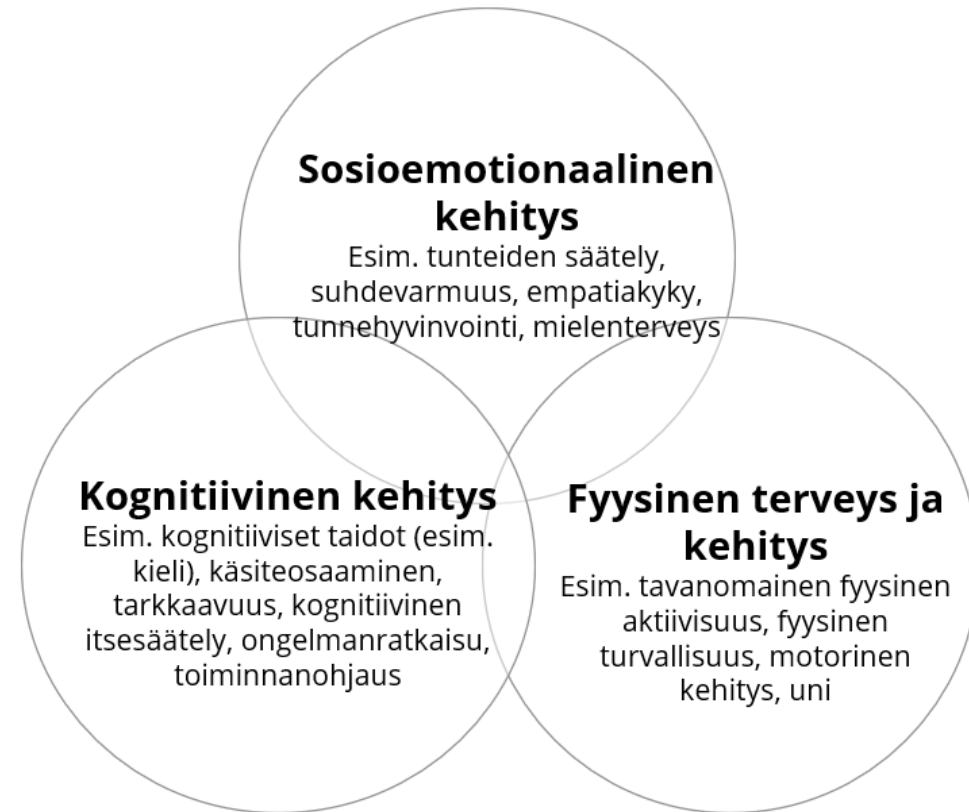 Sosioemotionaalinen
kehitys
Esim. tunteiden säätely,
suhdevarmuus, empatiakyky,
tunnehyvinvointi, mielenterveys
Kognitiivinen kehitys
Esim. kognitiiviset taidot (esim.
kieli), käsiteosaaminen,
tarkkaavuus, kognitiivinen
itsesäätely, ongelmanratkaisu,
toiminnanohjaus
Fyysinen terveys ja
kehitys
Esim. tavanomainen fyysinen
aktiivisuus, fyysinen
turvallisuus, motorinen
kehitys, uni